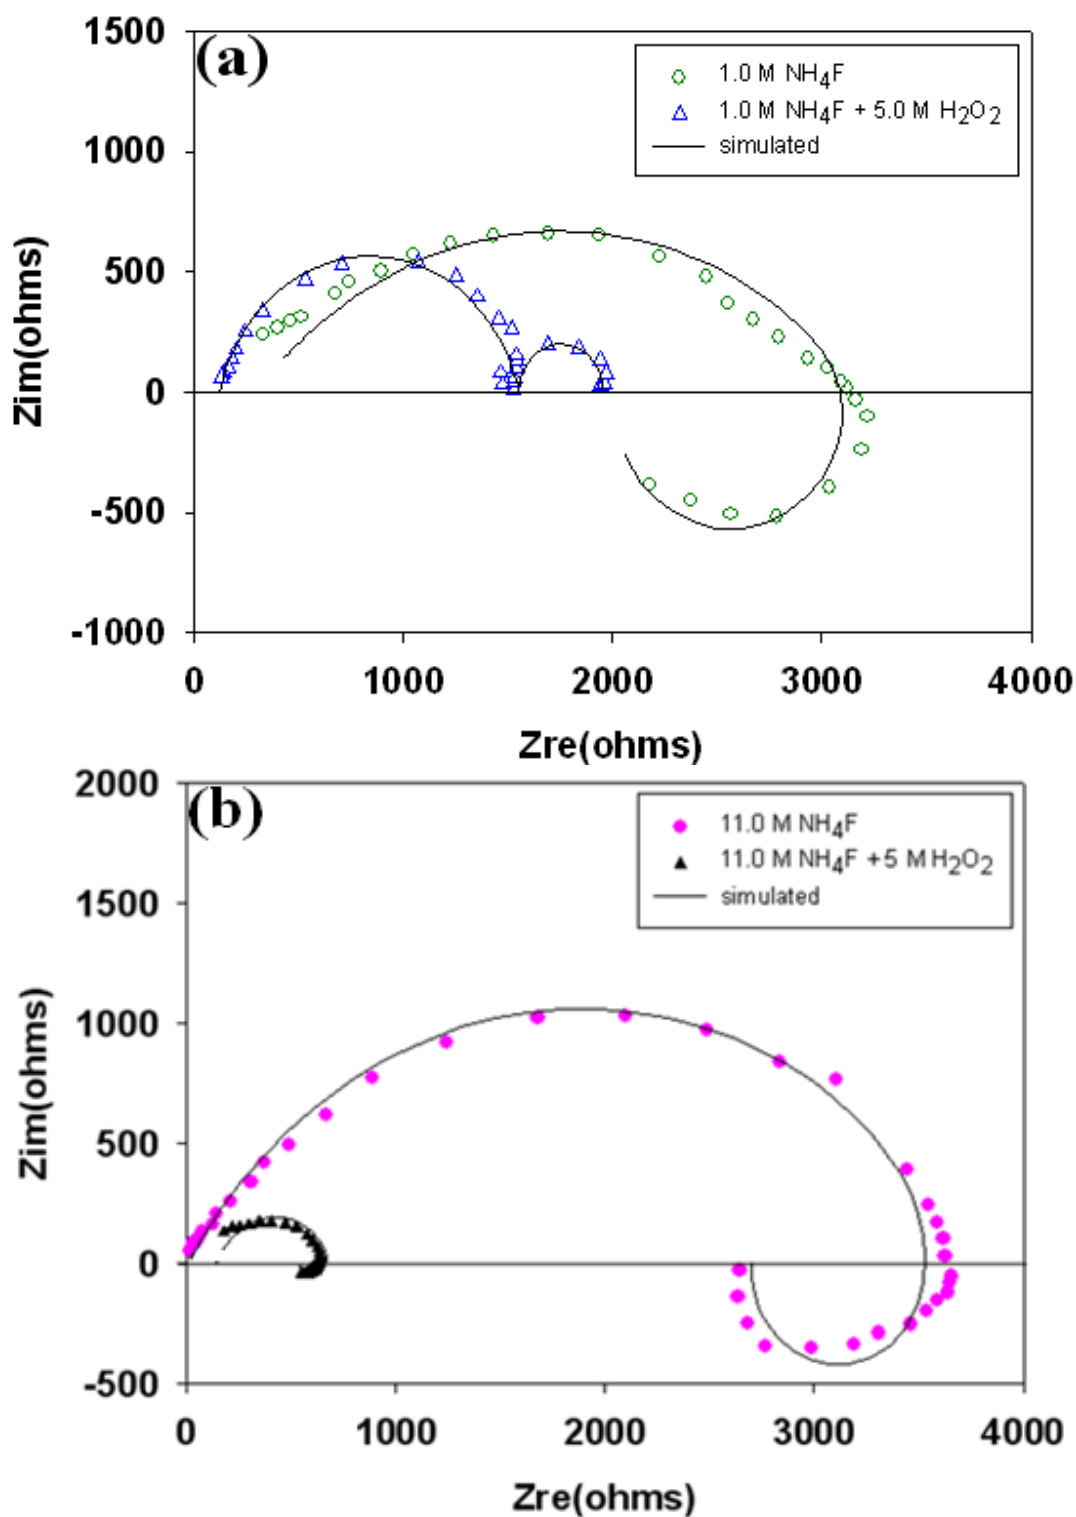 (a)
1500
1000
500
0
-500
-1000
Zim(ohms)
1.0 M NH₄F
1.0 M NH₄F + 5.0 M H₂O₂
simulated
0 1000 2000 3000 4000
Zre(ohms)
(b)
2000
1500
1000
500
0
-500
Zim(ohms)
11.0 M NH₄F
11.0 M NH₄F + 5 M H₂O₂
simulated
0 1000 2000 3000 4000
Zre(ohms)